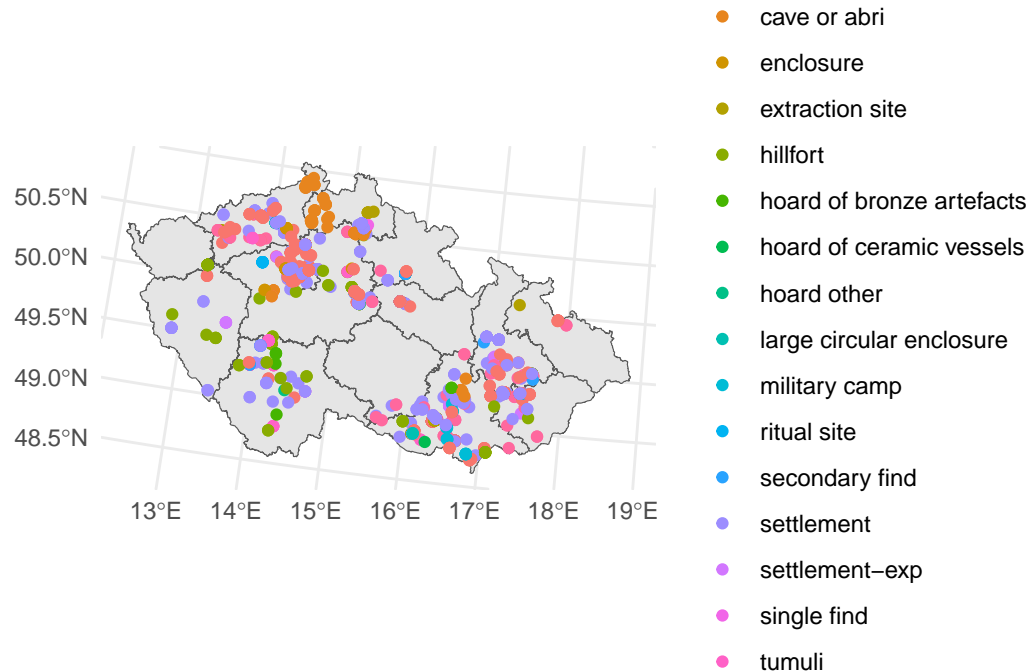 cave or abri
enclosure
extraction site
hillfort
hoard of bronze artefacts
hoard of ceramic vessels
hoard other
large circular enclosure
military camp
ritual site
secondary find
settlement
settlement−exp
single find
tumuli
50.5°N
50.0°N
49.5°N
49.0°N
48.5°N
13°E 14°E 15°E 16°E 17°E 18°E 19°E